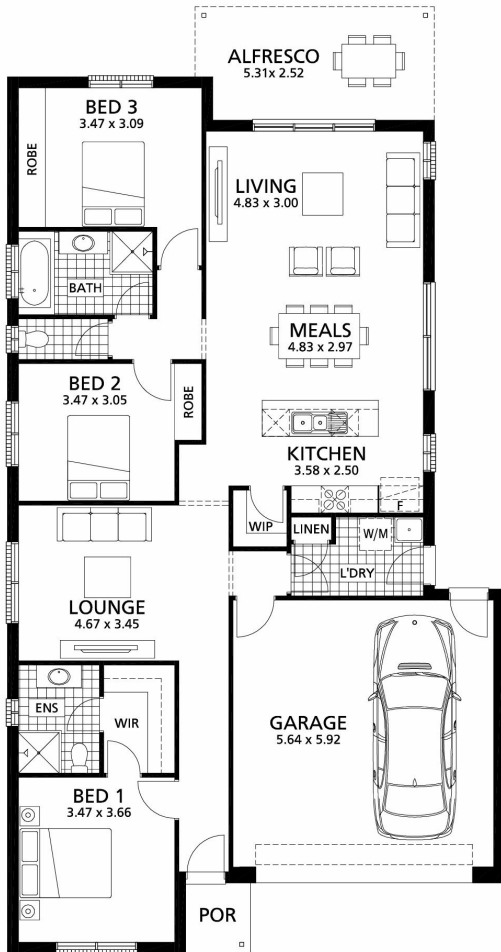 ALFRESCO
5.31x 2.52
BED 3
3.47 x 3.09
ROBE
LIVING
4.83 x 3.00
BATH
MEALS
4.83 x 2.97
BED 2
3.47 x 3.05
ROBE
KITCHEN
3.58 x 2.50
F
WIP
LINEN
W/M
L'DRY
LOUNGE
4.67 x 3.45
ENS
WIR
GARAGE
5.64 x 5.92
BED 1
3.47 x 3.66
POR